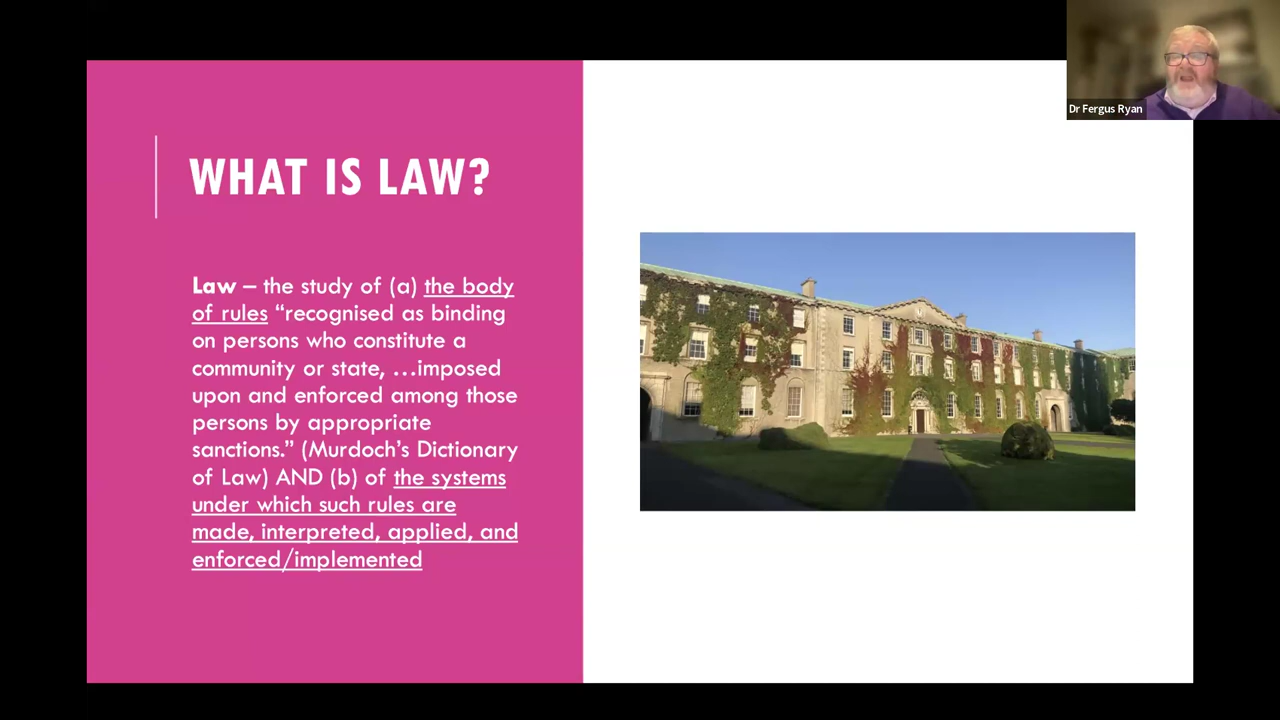 WHAT IS LAW?
Law – the study of (a) the body
of rules “recognised as binding
on persons who constitute a
community or state, …imposed
upon and enforced among those
persons by appropriate
sanctions.” (Murdoch’s Dictionary
of Law) AND (b) of the systems
under which such rules are
made, interpreted, applied, and
enforced/implemented
Dr Fergus Ryan